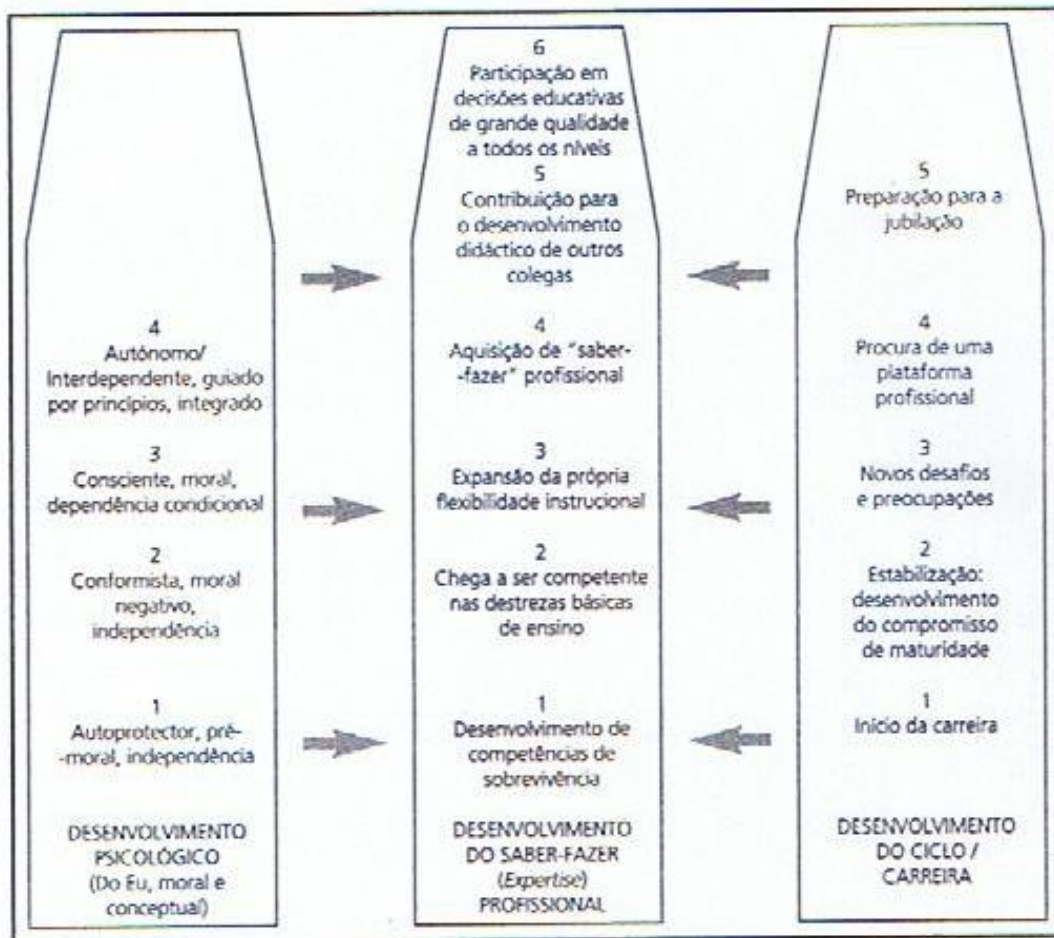 4
Autónomo/
Interdependente, guiado
por princípios, integrado
3
Consciente, moral,
dependência condicional
2
Conformista, moral
negativo,
independência
1
Autoprotector, pré-
-moral, independência
DESENVOLVIMENTO
PSICOLÓGICO
(Do Eu, moral e
conceptual)
6
Participação em
decisões educativas
de grande qualidade
a todos os níveis
5
Contribuição para
o desenvolvimento
didáctico de outros
colegas
4
Aquisição de "saber-
-fazer" profissional
3
Expansão da própria
flexibilidade instrucional
2
Chega a ser competente
nas destrezas básicas
de ensino
1
Desenvolvimento de
competências de
sobrevivência
DESENVOLVIMENTO
DO SABER-FAZER
(Expertise)
PROFISSIONAL
5
Preparação para a
jubilação
4
Procura de uma
plataforma
profissional
3
Novos desafios
e preocupações
2
Estabilização:
desenvolvimento
do compromisso
de maturidade
1
Início da carreira
DESENVOLVIMENTO
DO CICLO /
CARREIRA